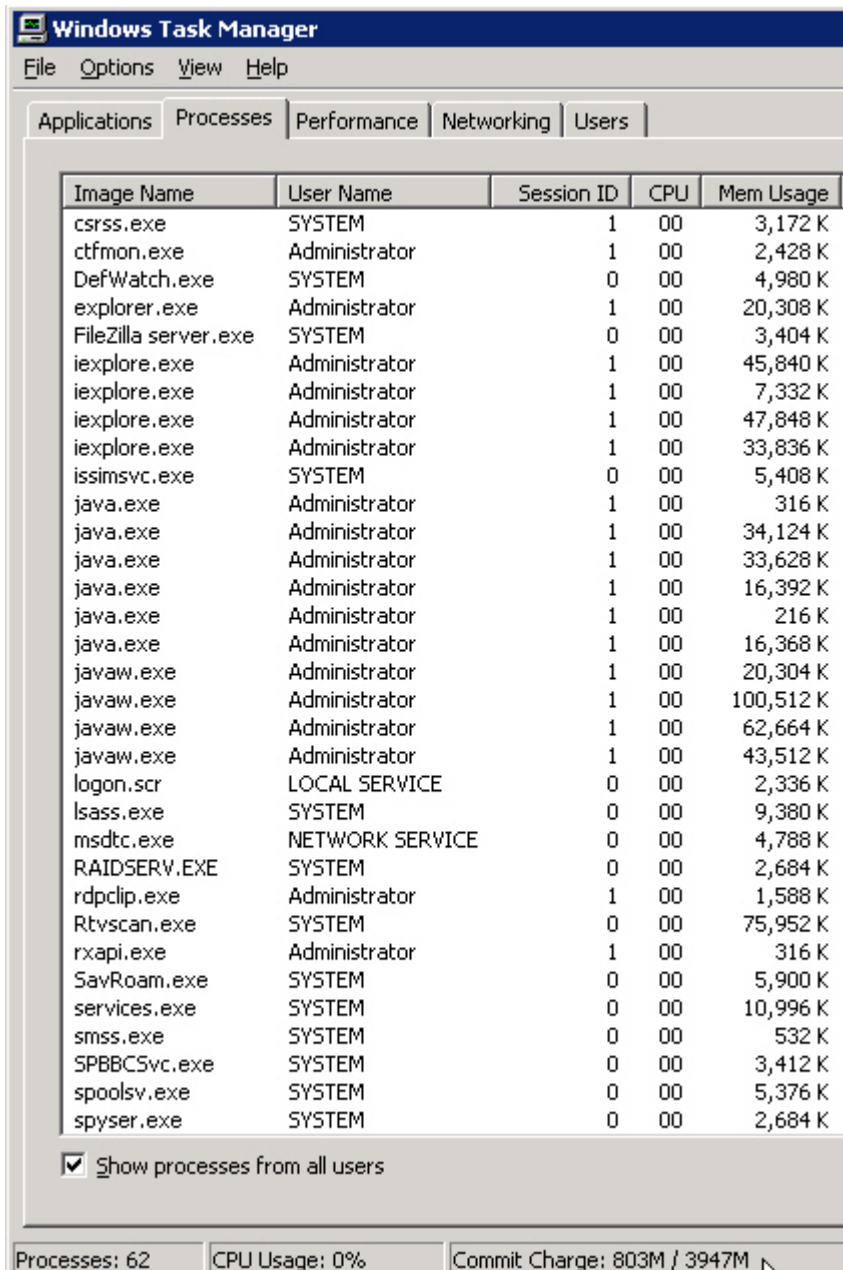 Windows Task Manager
File Options View Help
Applications Processes Performance Networking Users
Image Name User Name Session ID CPU Mem Usage
csrss.exe SYSTEM 1 00 3,172 K
ctfmon.exe Administrator 1 00 2,428 K
DefWatch.exe SYSTEM 0 00 4,980 K
explorer.exe Administrator 1 00 20,308 K
FileZilla server.exe SYSTEM 0 00 3,404 K
iexplore.exe Administrator 1 00 45,840 K
iexplore.exe Administrator 1 00 7,332 K
iexplore.exe Administrator 1 00 47,848 K
iexplore.exe Administrator 1 00 33,836 K
issimsvc.exe SYSTEM 0 00 5,408 K
java.exe Administrator 1 00 316 K
java.exe Administrator 1 00 34,124 K
java.exe Administrator 1 00 33,628 K
java.exe Administrator 1 00 16,392 K
java.exe Administrator 1 00 216 K
java.exe Administrator 1 00 16,368 K
javaw.exe Administrator 1 00 20,304 K
javaw.exe Administrator 1 00 100,512 K
javaw.exe Administrator 1 00 62,664 K
javaw.exe Administrator 1 00 43,512 K
logon.scr LOCAL SERVICE 0 00 2,336 K
lsass.exe SYSTEM 0 00 9,380 K
msdtc.exe NETWORK SERVICE 0 00 4,788 K
RAIDSERV.EXE SYSTEM 0 00 2,684 K
rdpclip.exe Administrator 1 00 1,588 K
Rtvscan.exe SYSTEM 0 00 75,952 K
rxapi.exe Administrator 1 00 316 K
SavRoam.exe SYSTEM 0 00 5,900 K
services.exe SYSTEM 0 00 10,996 K
smss.exe SYSTEM 0 00 532 K
SPBBCSvc.exe SYSTEM 0 00 3,412 K
spoolsv.exe SYSTEM 0 00 5,376 K
spyser.exe SYSTEM 0 00 2,684 K
Show processes from all users
Processes: 62 CPU Usage: 0% Commit Charge: 803M / 3947M